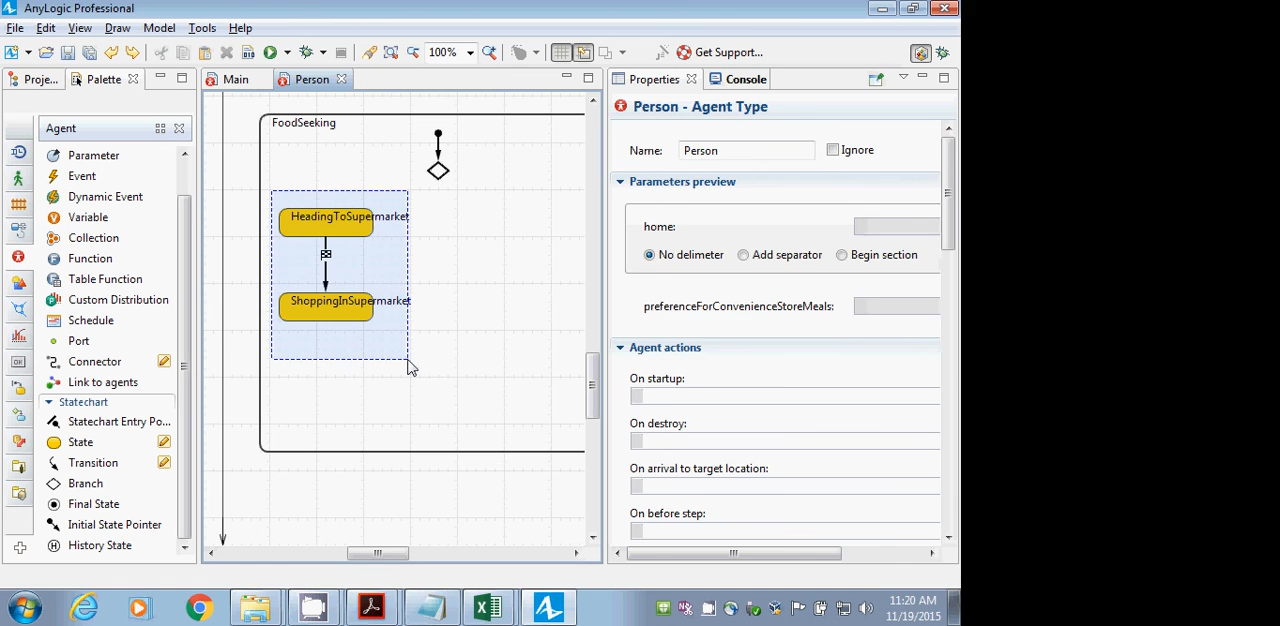 AnyLogic Professional
File Edit View Draw Model Tools Help
100% Get Support...
Proje... Palette
Main Person
Properties Console
Agent
Parameter
Event
Dynamic Event
Variable
Collection
Function
Table Function
Custom Distribution
Schedule
Port
Connector
Link to agents
Statechart
Statechart Entry Po...
State
Transition
Branch
Final State
Initial State Pointer
History State
FoodSeeking
HeadingToSupermarket
ShoppingInSupermarket
Person - Agent Type
Name: Person Ignore
Parameters preview
home:
No delimeter Add separator Begin section
preferenceForConvenienceStoreMeals:
Agent actions
On startup:
On destroy:
On arrival to target location:
On before step:
11:20 AM
11/19/2015